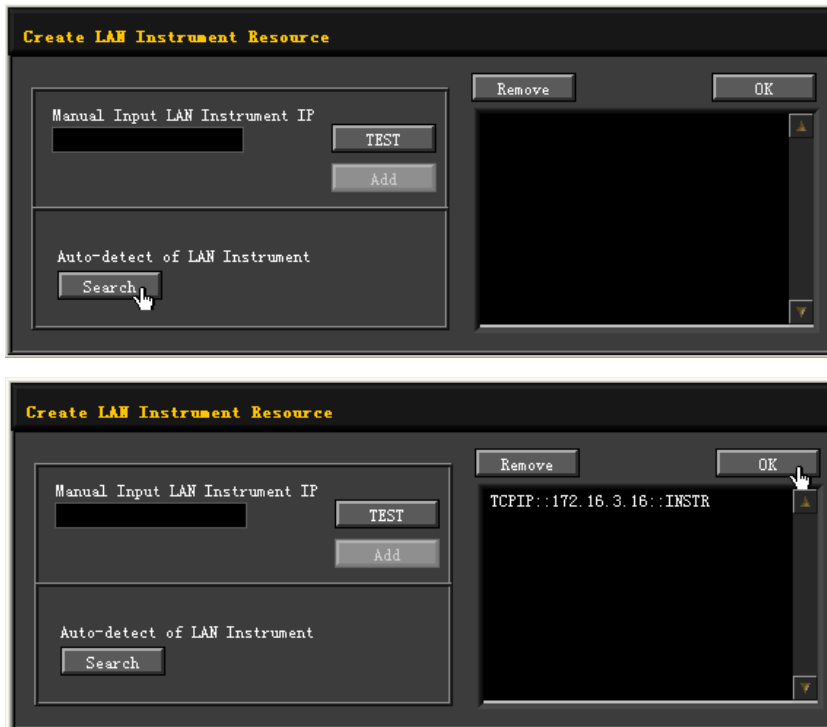 Create LAN Instrument Resource
Remove
OK
Manual Input LAN Instrument IP
TEST
Add
Auto-detect of LAN Instrument
Search
Create LAN Instrument Resource
Remove
OK
Manual Input LAN Instrument IP
TCPIP::172.16.3.16::INSTR
TEST
Add
Auto-detect of LAN Instrument
Search